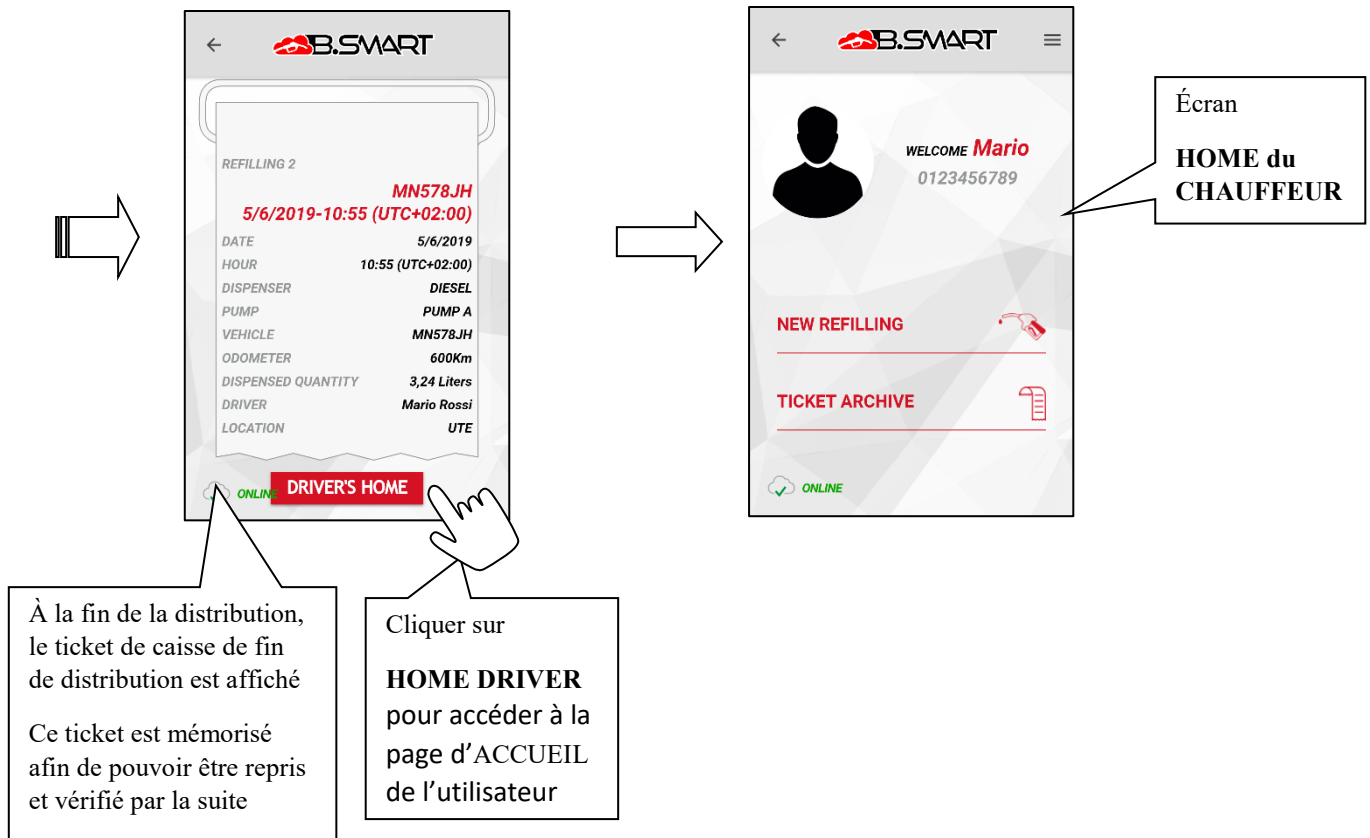 B.SMART
REFILLING 2
MN578JH
5/6/2019-10:55 (UTC+02:00)
DATE 5/6/2019
HOUR 10:55 (UTC+02:00)
DISPENSER DIESEL
PUMP PUMP A
VEHICLE MN578JH
ODOMETER 600Km
DISPENSED QUANTITY 3,24 Liters
DRIVER Mario Rossi
LOCATION UTE
ONLINE DRIVER'S HOME
À la fin de la distribution,
le ticket de caisse de fin
de distribution est affiché
Ce ticket est mémorisé
afin de pouvoir être repris
et vérifié par la suite
Cliquer sur
HOME DRIVER
pour accéder à la
page d'ACCUEIL
de l'utilisateur
B.SMART
WELCOME Mario
0123456789
NEW REFILLING
TICKET ARCHIVE
ONLINE
Écran
HOME du
CHAUFFEUR